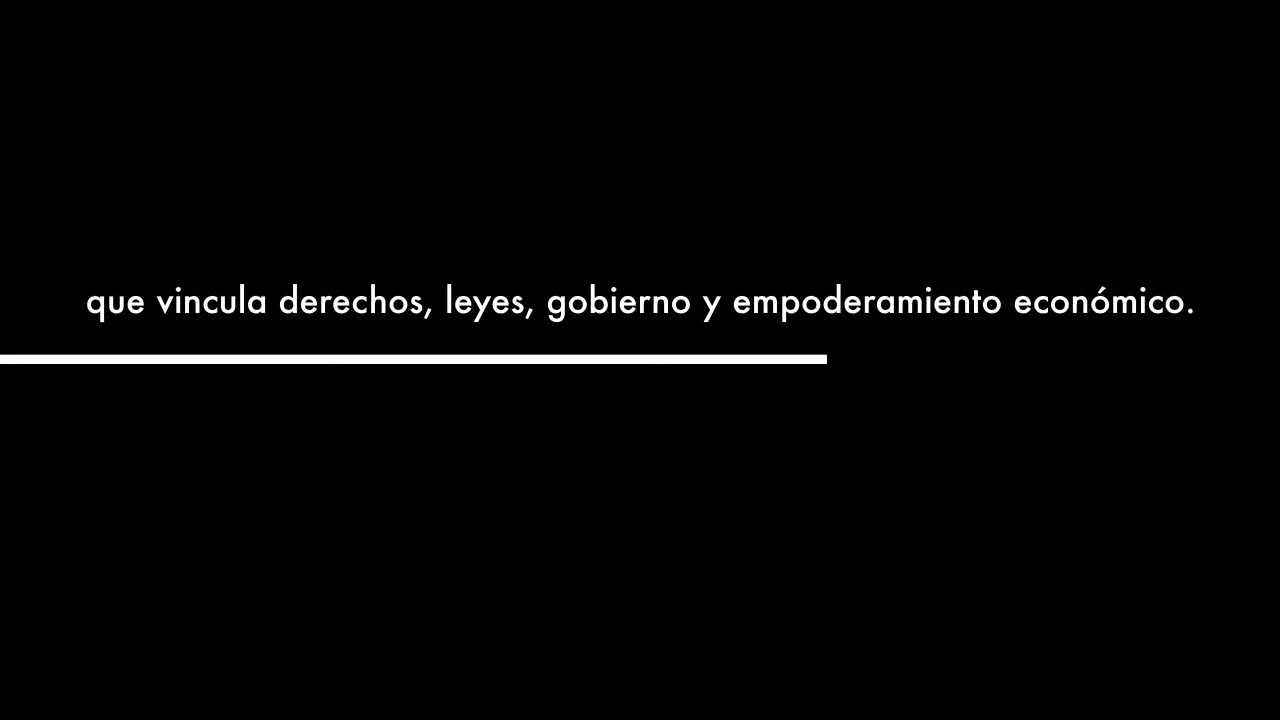 que vincula derechos, leyes, gobierno y empoderamiento económico.